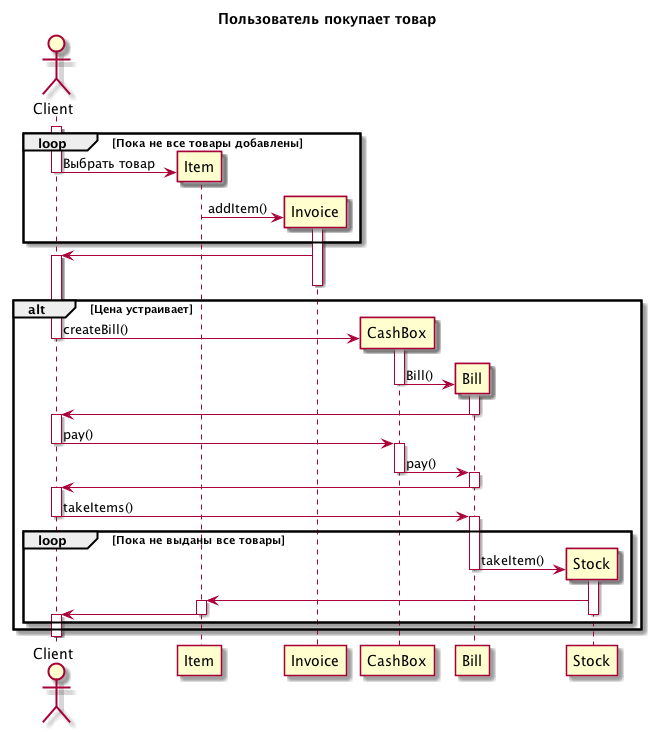 Пользователь покупает товар
Client
loop [Пока не все товары добавлены]
Выбрать товар
Item
addItem()
Invoice
alt [Цена устраивает]
createBill()
CashBox
Bill()
Bill
pay()
pay()
takeItems()
loop [Пока не выданы все товары]
takeItem()
Stock
Client
Item
Invoice
CashBox
Bill
Stock